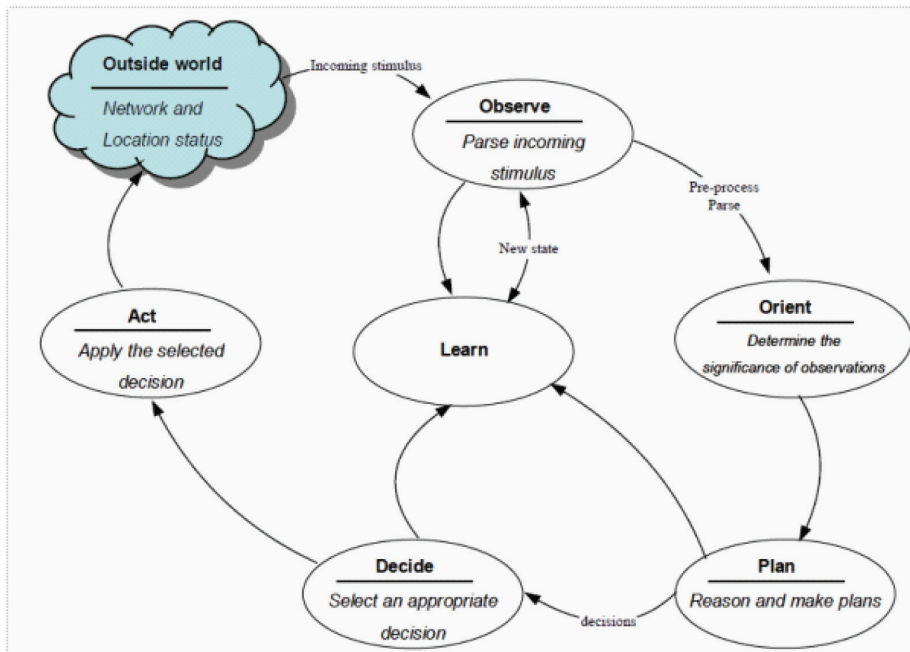 Outside world
Network and
Location status
Incoming stimulus
Observe
Parse incoming
stimulus
Pre-process
Parse
New state
Orient
Determine the
significance of observations
Act
Apply the selected
decision
Learn
Decide
Select an appropriate
decision
decisions
Plan
Reason and make plans